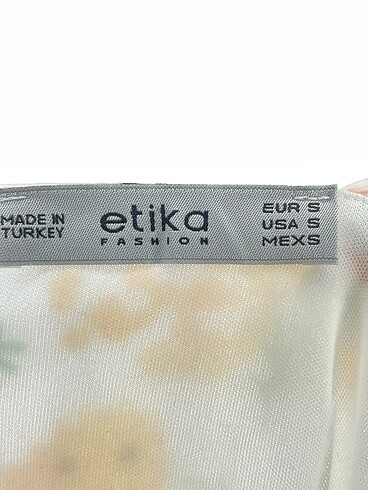 MADE IN
TURKEY
etika
FASHION
EUR S
USA S
MEXS